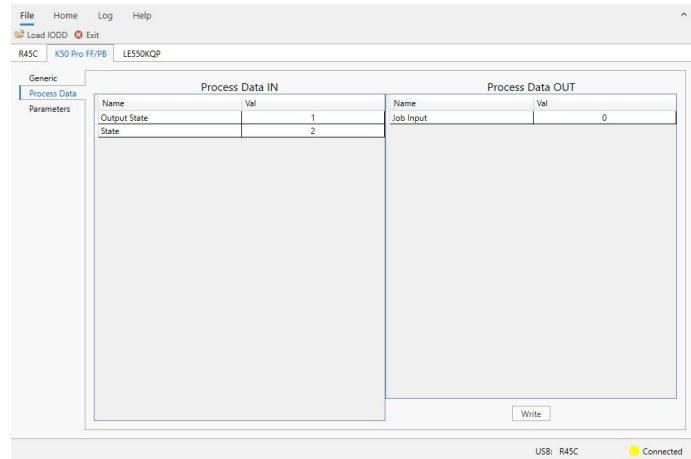 File Home Log Help
Load IODD Exit
R45C K50 Pro FF/PB LE550KQP
Generic
Process Data
Parameters
Process Data IN
Name Val
Output State 1
State 2
Process Data OUT
Name Val
Job Input 0
Write
USB: R45C Connected